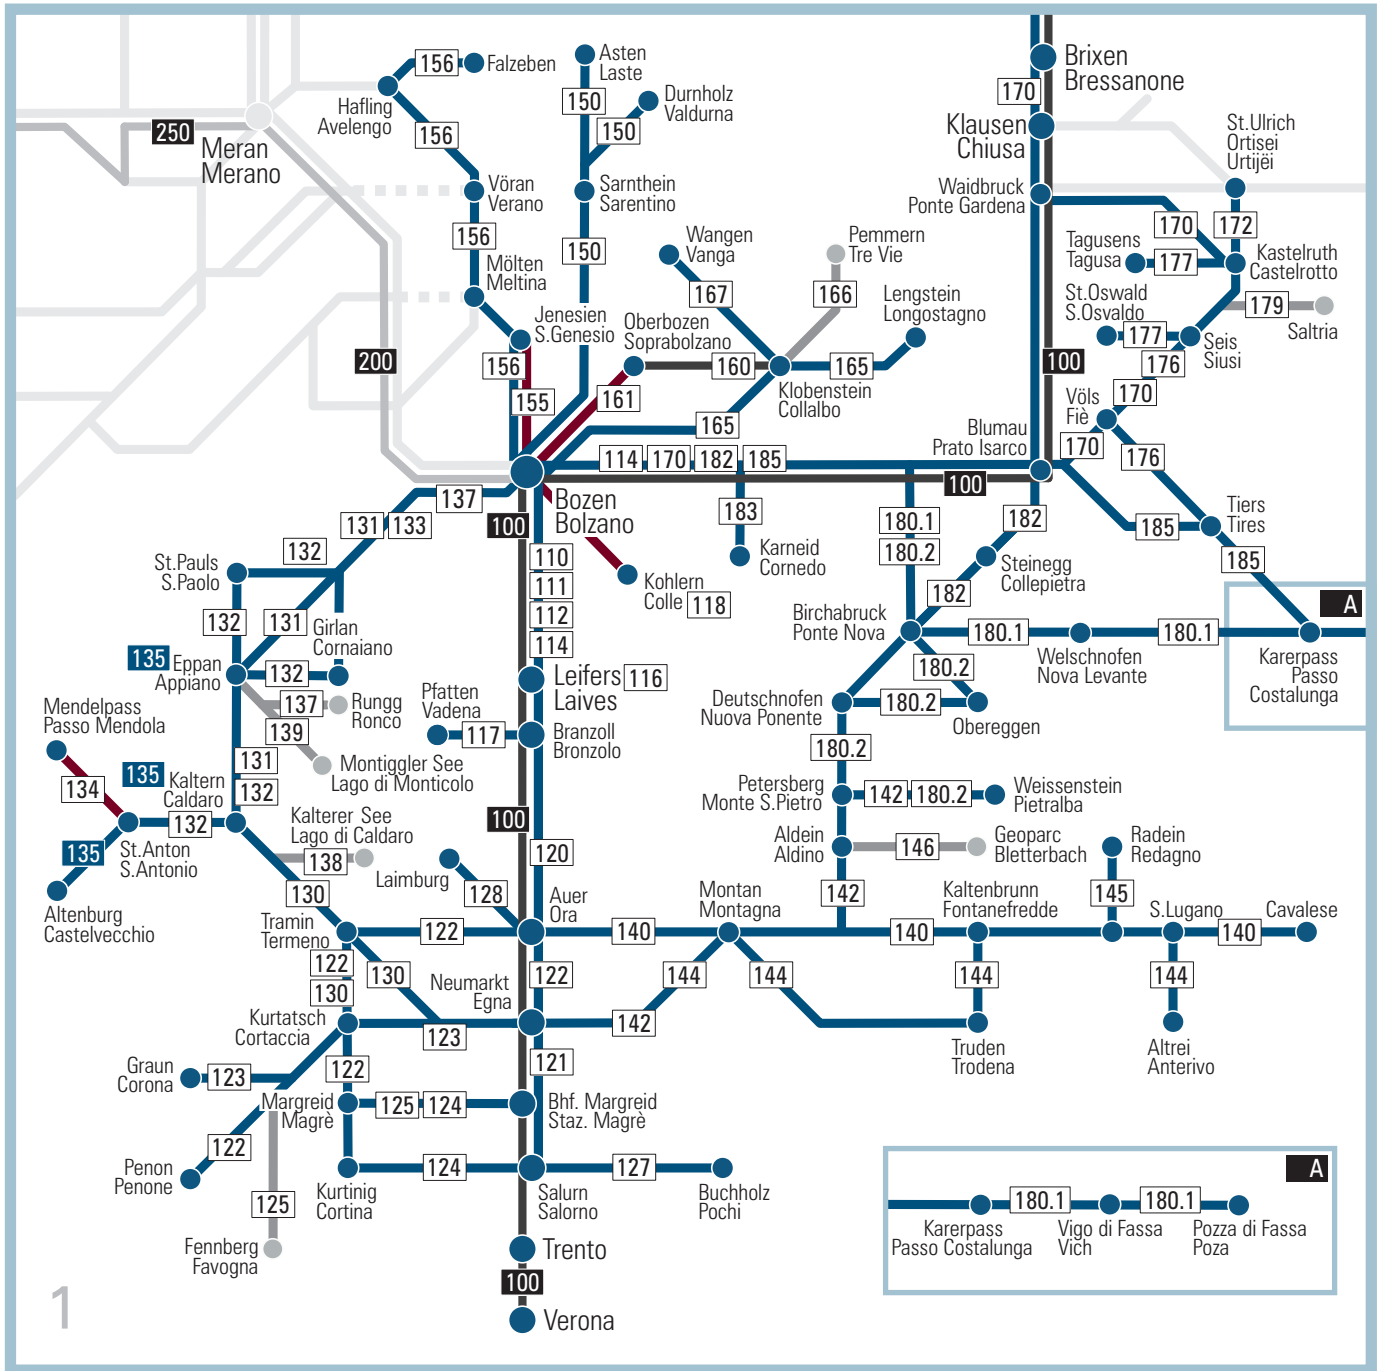 156
Falzeben
Asten
Laste
Brixen
Bressanone
Hafling
Avelengo
150
Durnholz
Valdurna
170
250
Meran
Merano
156
150
Klausen
Chiusa
St.Ulrich
Ortisei
Urtijëi
Vöran
Verano
Sarnthein
Sarentino
Waidbruck
Ponte Gardena
156
150
Wangen
Vanga
Pemmern
Tre Vie
170
172
Tagusens
Tagusa
177
Kastelruth
Castelrotto
Mölten
Meltina
167
166
Lengstein
Longostagno
St.Oswald
S.Osvaldo
179
Saltria
Jenesien
S.Genesio
Oberbozen
Soprabolzano
177
Seis
Siusi
200
156
160
165
100
176
155
161
Klobenstein
Collalbo
170
Völs
Fiè
165
Blumau
Prato Isarco
170
176
114
170
182
185
100
137
Bozen
Bolzano
100
131
133
183
180.1
182
Tiers
Tires
185
132
110
Karneid
Cornedo
180.2
Steinegg
Collepietra
185
St.Pauls
S.Paolo
111
Kohlern
Colle
118
182
A
132
131
Girlan
Cornaiano
112
Birchabruck
Ponte Nova
180.1
180.1
114
Karerpass
Passo
Costalunga
135
Eppan
Appiano
132
Leifers
Laives
116
Welschnofen
Nova Levante
180.2
Mendelpass
Passo Mendola
137
Rungg
Ronco
Pfatten
Vadena
117
Branzoll
Bronzolo
Deutschnofen
Nuova Ponente
180.2
Obereggen
139
131
Montiggler See
Lago di Monticolo
180.2
135
Kaltern
Caldaro
134
132
Petersberg
Monte S.Pietro
142
180.2
Weissenstein
Pietralba
132
Kalterer See
Lago di Caldaro
100
135
St.Anton
S.Antonio
138
120
Aldein
Aldino
146
Geoparc
Bletterbach
Radein
Redagno
Laimburg
130
128
Auer
Ora
Montan
Montagna
142
Kaltenbrunn
Fontanefredde
145
Altenburg
Castelvecchio
S.Lugano
Cavalese
Tramin
Termeno
122
140
140
140
122
130
Neumarkt
Egna
122
144
144
144
144
130
Kurtatsch
Cortaccia
123
142
Truden
Trodena
Altrei
Anterivo
Graun
Corona
123
122
121
Margreid
Magrè
125
124
Bhf. Margreid
Staz. Magrè
122
Penon
Penone
124
127
Kurtinig
Cortina
Salurn
Salorno
Buchholz
Pochi
125
Fennberg
Favogna
Trento
100
Verona
A
180.1
180.1
Karerpass
Passo Costalunga
Vigo di Fassa
Vich
Pozza di Fassa
Poza
1